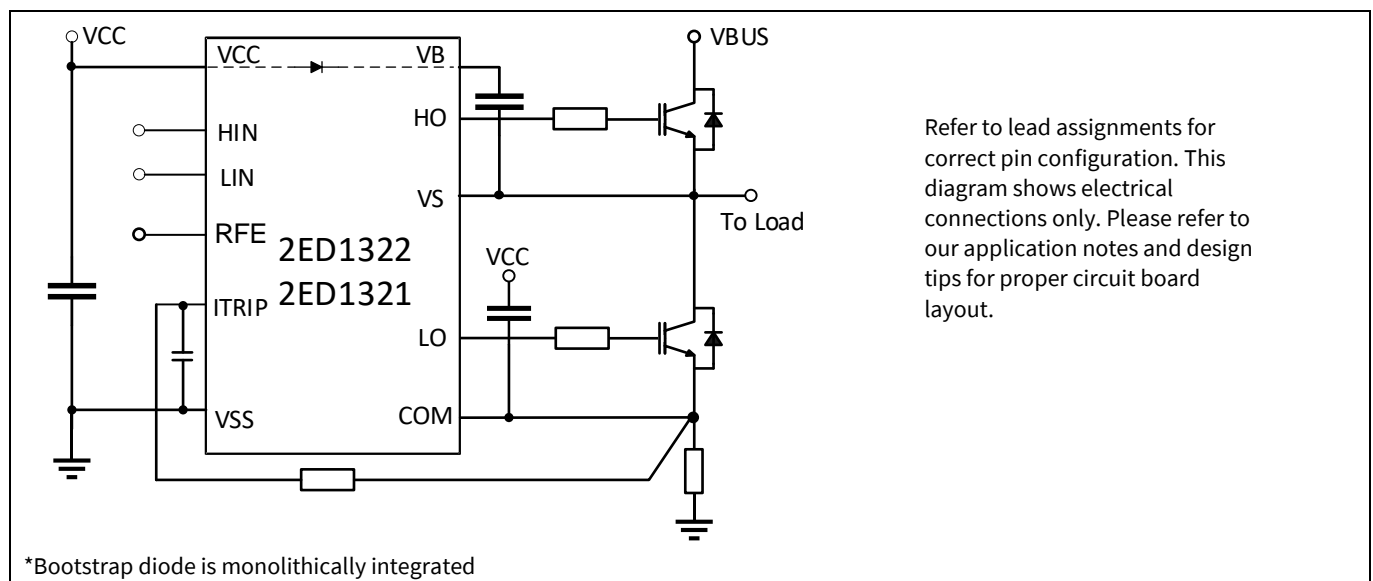 VCC
VCC
VB
VBUS
HIN
HO
LIN
VS
To Load
RFE
2ED1322
2ED1321
VCC
ITRIP
LO
VSS
COM
Refer to lead assignments for
correct pin configuration. This
diagram shows electrical
connections only. Please refer to
our application notes and design
tips for proper circuit board
layout.
*Bootstrap diode is monolithically integrated